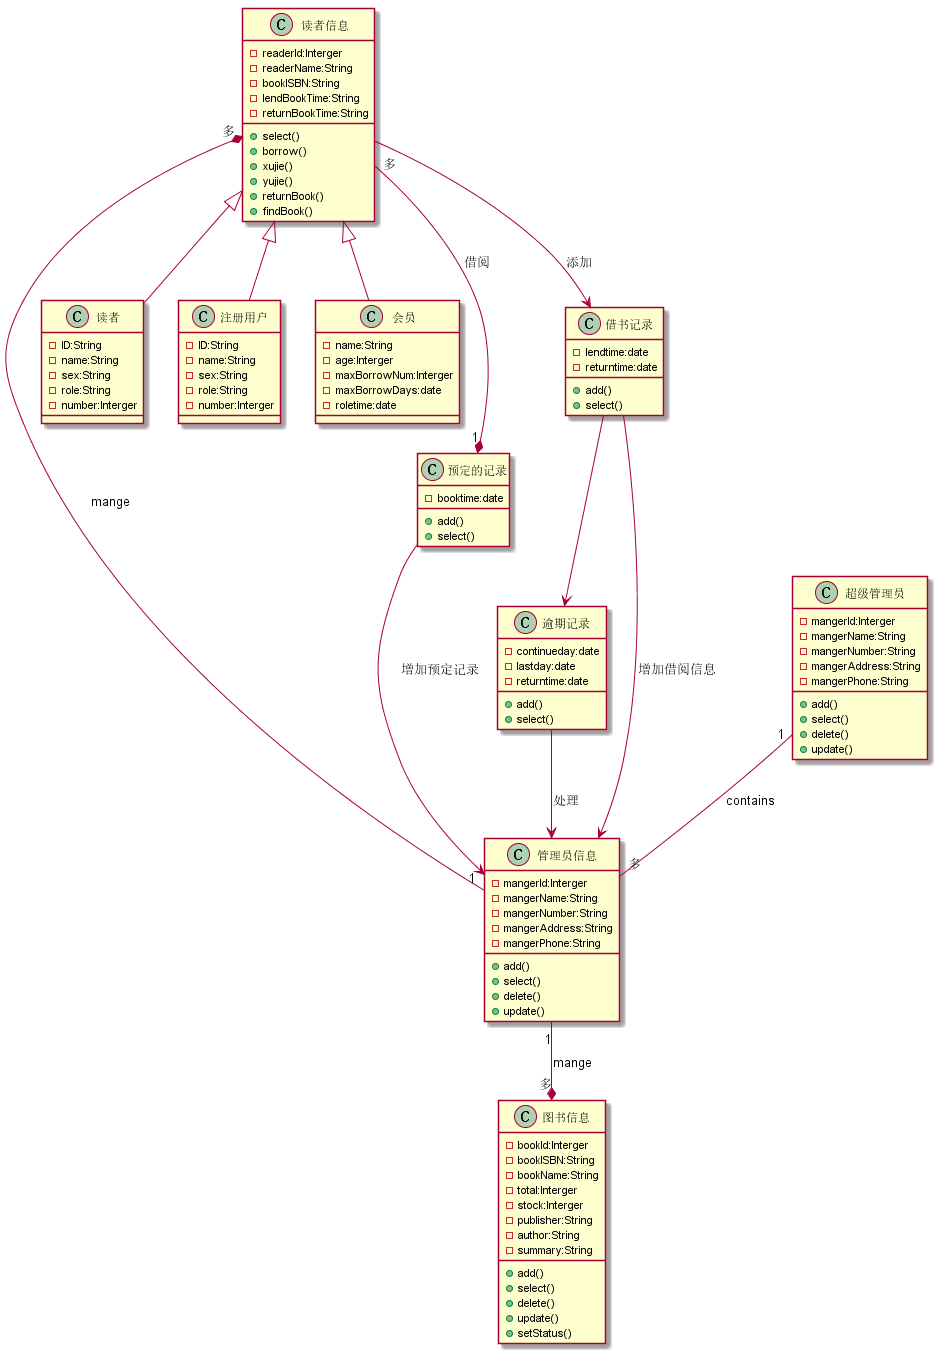 C 读者信息
readerId:Interger
readerName:String
bookISBN:String
lendBookTime:String
returnBookTime:String
select()
borrow()
xujie()
yujie()
returnBook()
findBook()
多
多
借阅
添加
C 读者
ID:String
name:String
sex:String
role:String
number:Interger
C 注册用户
ID:String
name:String
sex:String
role:String
number:Interger
C 会员
name:String
age:Interger
maxBorrowNum:Interger
maxBorrowDays:date
roletime:date
C 借书记录
lendtime:date
returntime:date
add()
select()
1
C 预定的记录
booktime:date
add()
select()
mange
C 逾期记录
continueday:date
lastday:date
returntime:date
add()
select()
C 超级管理员
mangerId:Interger
mangerName:String
mangerNumber:String
mangerAddress:String
mangerPhone:String
add()
select()
delete()
update()
增加预定记录
增加借阅信息
1
处理
contains
多
1
C 管理员信息
mangerId:Interger
mangerName:String
mangerNumber:String
mangerAddress:String
mangerPhone:String
add()
select()
delete()
update()
1
mange
多
C 图书信息
bookId:Interger
bookISBN:String
bookName:String
total:Interger
stock:Interger
publisher:String
author:String
summary:String
add()
select()
delete()
update()
setStatus()